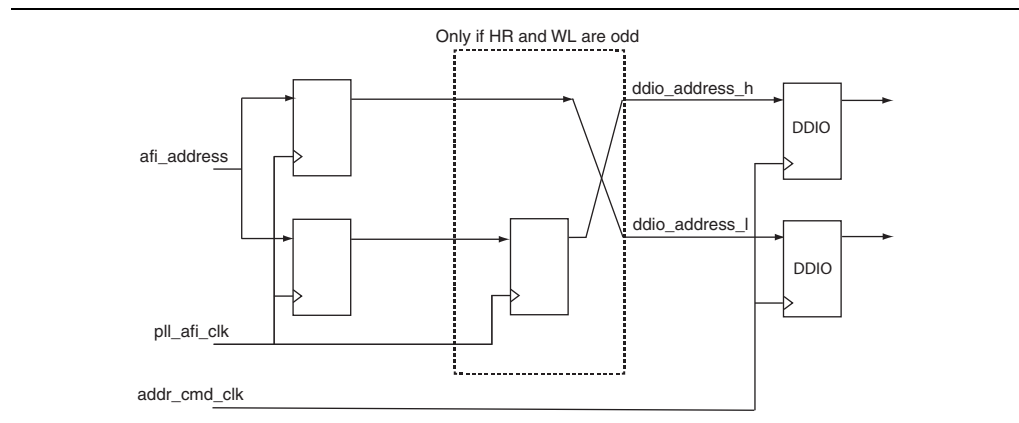 Only if HR and WL are odd
ddio_address_h
DDIO
afi_address
ddio_address_l
DDIO
pll_afi_clk
addr_cmd_clk